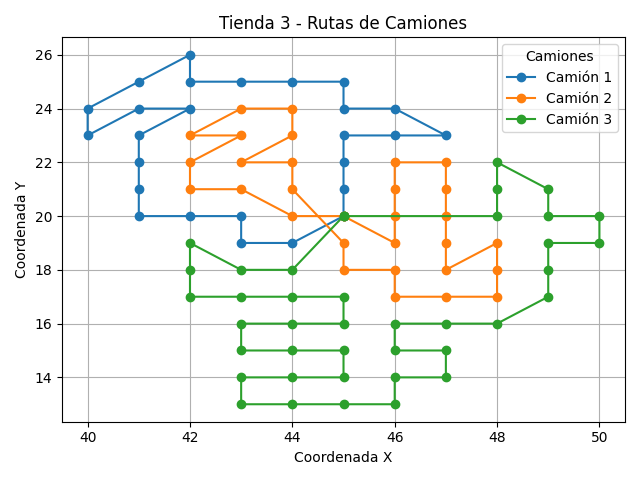 Tienda 3 - Rutas de Camiones
Camiones
Camión 1
Camión 2
Camión 3
Coordenada Y
26
24
22
20
18
16
14
40 42 44 46 48 50
Coordenada X